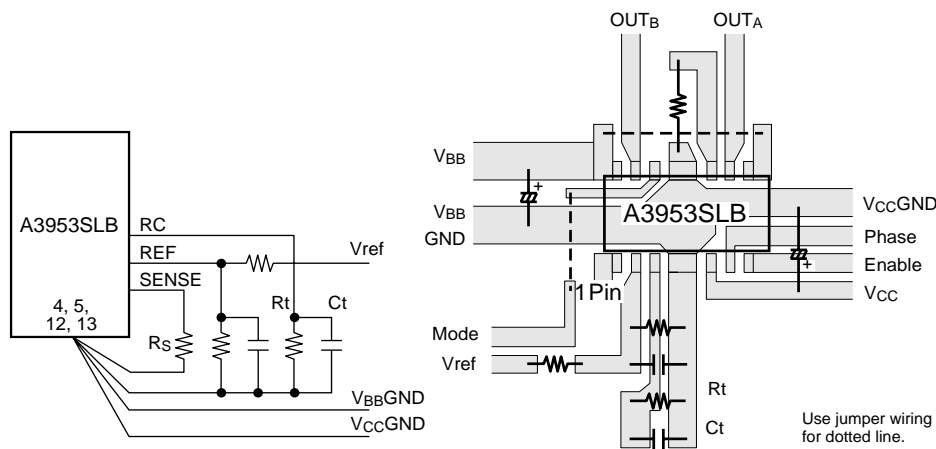 A3953SLB
RC
REF
SENSE
4, 5,
12, 13
RS
Rt
Ct
Vref
VBBGND
VCCGND
OUTB
OUTA
VBB
VBB
GND
A3953SLB
1Pin
Mode
Vref
Rt
Ct
VCCGND
Phase
Enable
VCC
+
+
Use jumper wiring
for dotted line.